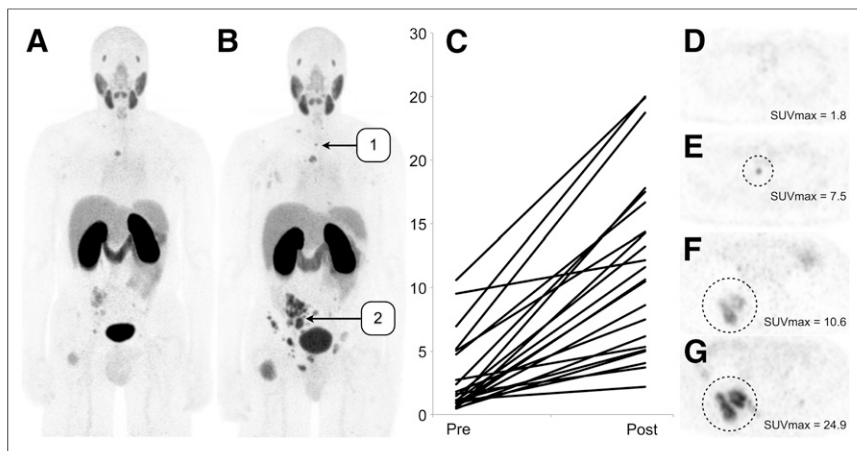 A
B
C
D
E
F
G
1
2
30
20
20
15
10
5
0
Pre
Post
SUVmax = 1.8
SUVmax = 7.5
SUVmax = 10.6
SUVmax = 24.9